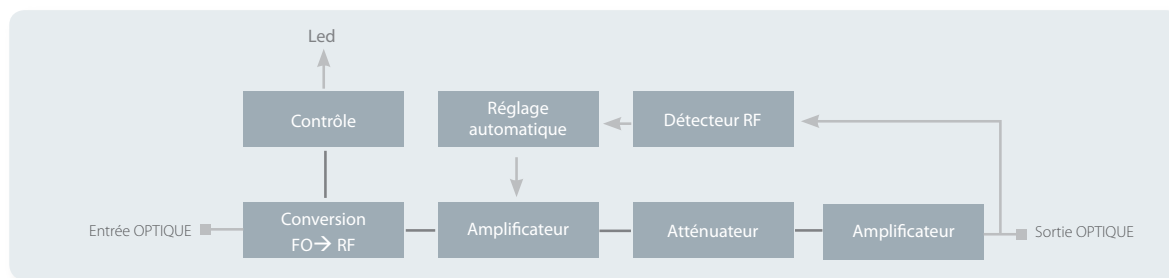 Led
Contrôle
Réglage
automatique
Détecteur RF
Entrée OPTIQUE
Conversion
FO→ RF
Amplificateur
Atténuateur
Amplificateur
Sortie OPTIQUE